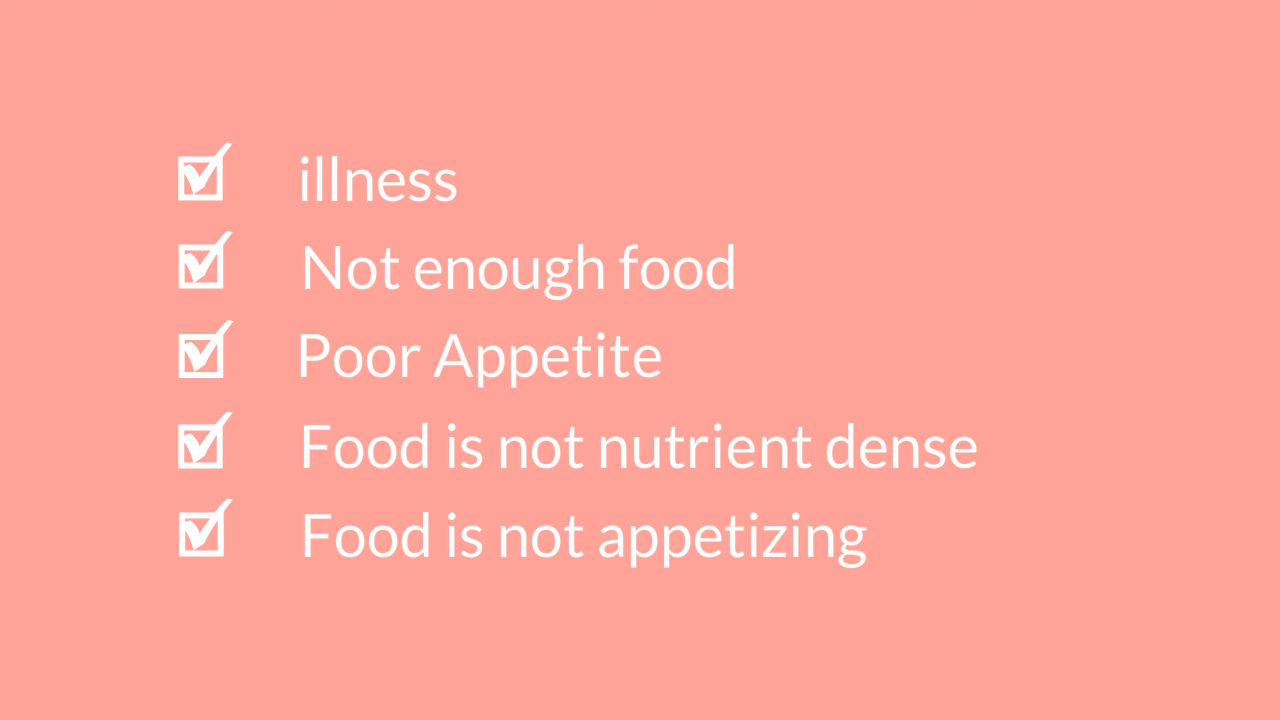 illness
Not enough food
Poor Appetite
Food is not nutrient dense
Food is not appetizing